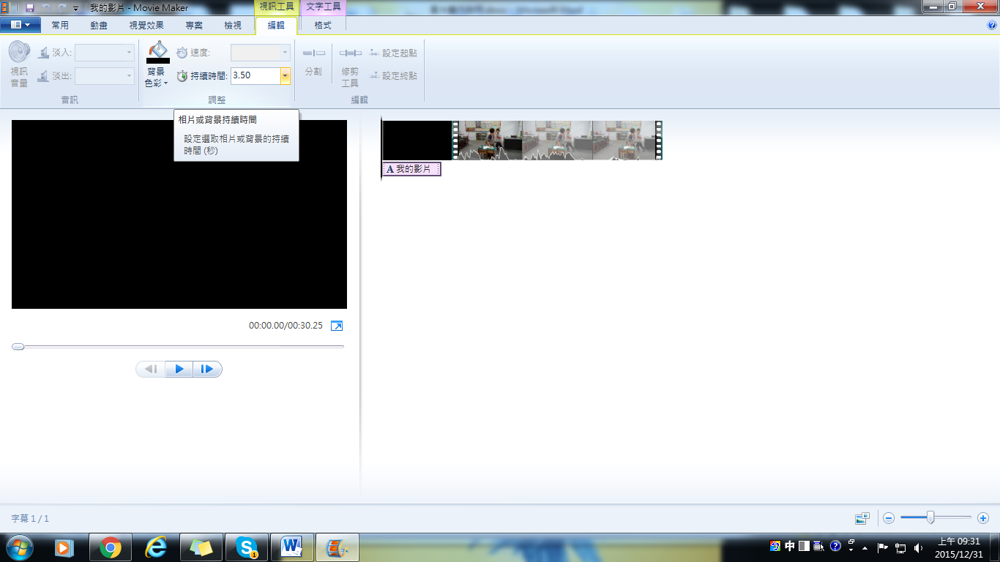 我的影片 - Movie Maker
視訊工具
文字工具
常用
動畫
視覺效果
專案
檢視
編輯
格式
視訊
音量
淡入:
淡出:
音訊
背景
色彩
速度:
持續時間: 3.50
調整
分割
修剪
工具
設定起點
設定終點
編輯
相片或背景持續時間
設定選取相片或背景的持續
時間 (秒)
A 我的影片
00:00.00/00:30.25
字幕 1 / 1
中
上午 09:31
2015/12/31